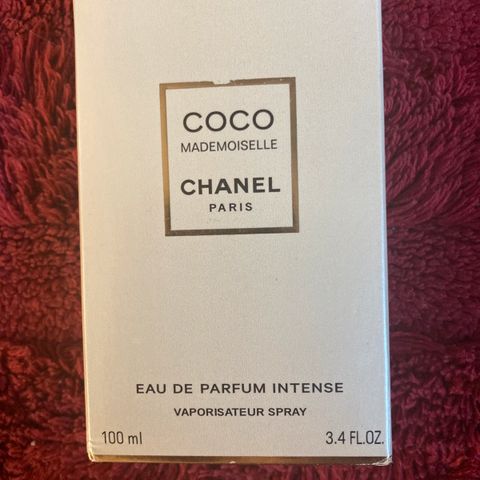 COCO
MADEMOISELLE
CHANEL
PARIS
EAU DE PARFUM INTENSE
VAPORISATEUR SPRAY
100 ml 3.4 FL.OZ.